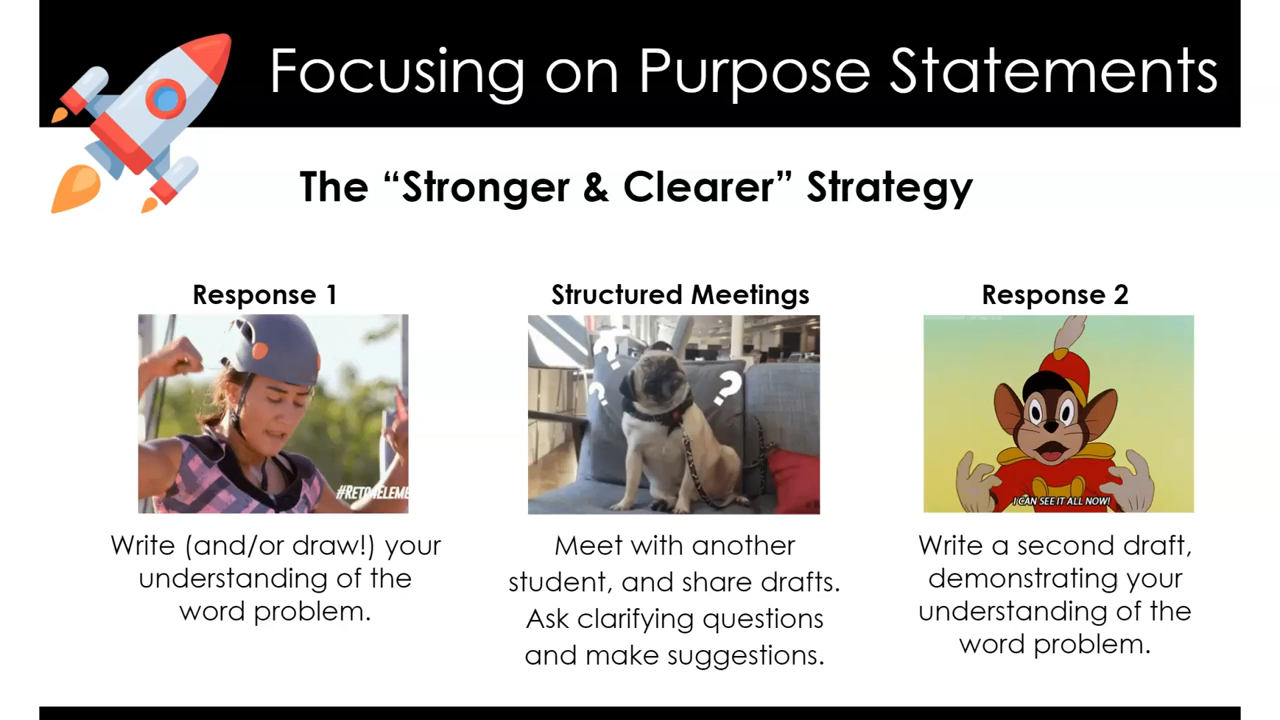 Focusing on Purpose Statements
The “Stronger & Clearer” Strategy
Response 1
Structured Meetings
Response 2
I CAN SEE IT ALL NOW!
Write (and/or draw!) your
understanding of the
word problem.
Meet with another
student, and share drafts.
Ask clarifying questions
and make suggestions.
Write a second draft,
demonstrating your
understanding of the
word problem.